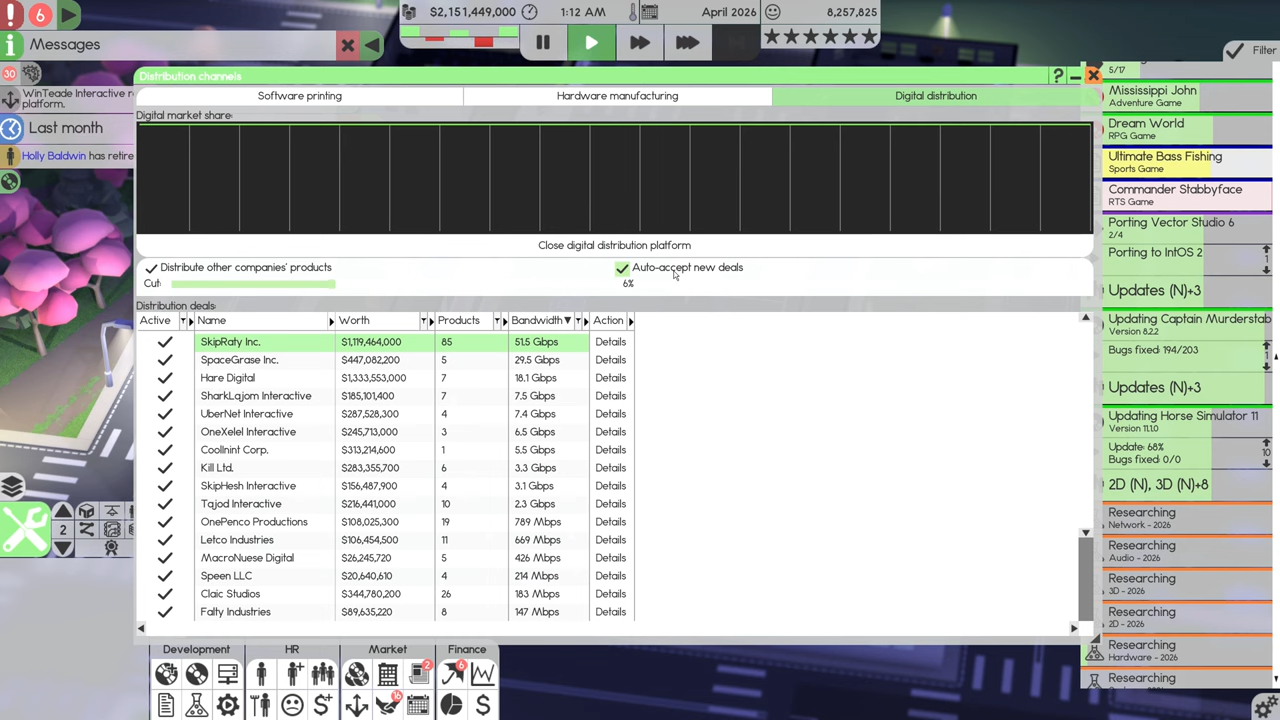 6
$2,151,449,000
1:12 AM
April 2026
8,257,825
Messages
Filter
30
WinTeade Interactive re
platform.
Last month
Holly Baldwin has retire
Distribution channels
?
Software printing
Hardware manufacturing
Digital distribution
Digital market share:
Close digital distribution platform
Distribute other companies' products
Auto-accept new deals
Cut:
6%
Distribution deals:
Active Name Worth Products Bandwidth Action
SkipRaty Inc. $1,119,464,000 85 51.5 Gbps Details
SpaceGrase Inc. $447,082,200 5 29.5 Gbps Details
Hare Digital $1,333,553,000 7 18.1 Gbps Details
SharkLajom Interactive $185,101,400 7 7.5 Gbps Details
UberNet Interactive $287,528,300 4 7.4 Gbps Details
OneXelel Interactive $245,713,000 3 6.5 Gbps Details
CoolInint Corp. $313,214,600 1 5.5 Gbps Details
Kill Ltd. $283,355,700 6 3.3 Gbps Details
SkipHesh Interactive $156,487,900 4 3.1 Gbps Details
Tajod Interactive $216,441,000 10 2.3 Gbps Details
OnePenco Productions $108,025,300 19 789 Mbps Details
Letco Industries $106,454,500 11 669 Mbps Details
MacroNuese Digital $26,245,720 5 426 Mbps Details
Speen LLC $20,640,610 4 214 Mbps Details
Claic Studios $344,780,200 26 183 Mbps Details
Falty Industries $89,635,220 8 147 Mbps Details
5/17
Mississippi John
Adventure Game
Dream World
RPG Game
Ultimate Bass Fishing
Sports Game
Commander Stabbyface
RTS Game
Porting Vector Studio 6
2/4
Porting to IntOS 2
1
Updates (N)+3
Updating Captain Murderstab
Version 8.2.2
Bugs fixed: 194/203
1
Updates (N)+3
Updating Horse Simulator 11
Version 11.1.0
Update: 68%
Bugs fixed: 0/0
10
2D (N), 3D (N)+8
Researching
Network - 2026
Researching
Audio - 2026
Researching
3D - 2026
Researching
2D - 2026
Researching
Hardware - 2026
Researching
2
Development
HR
Market
Finance
2
6
16